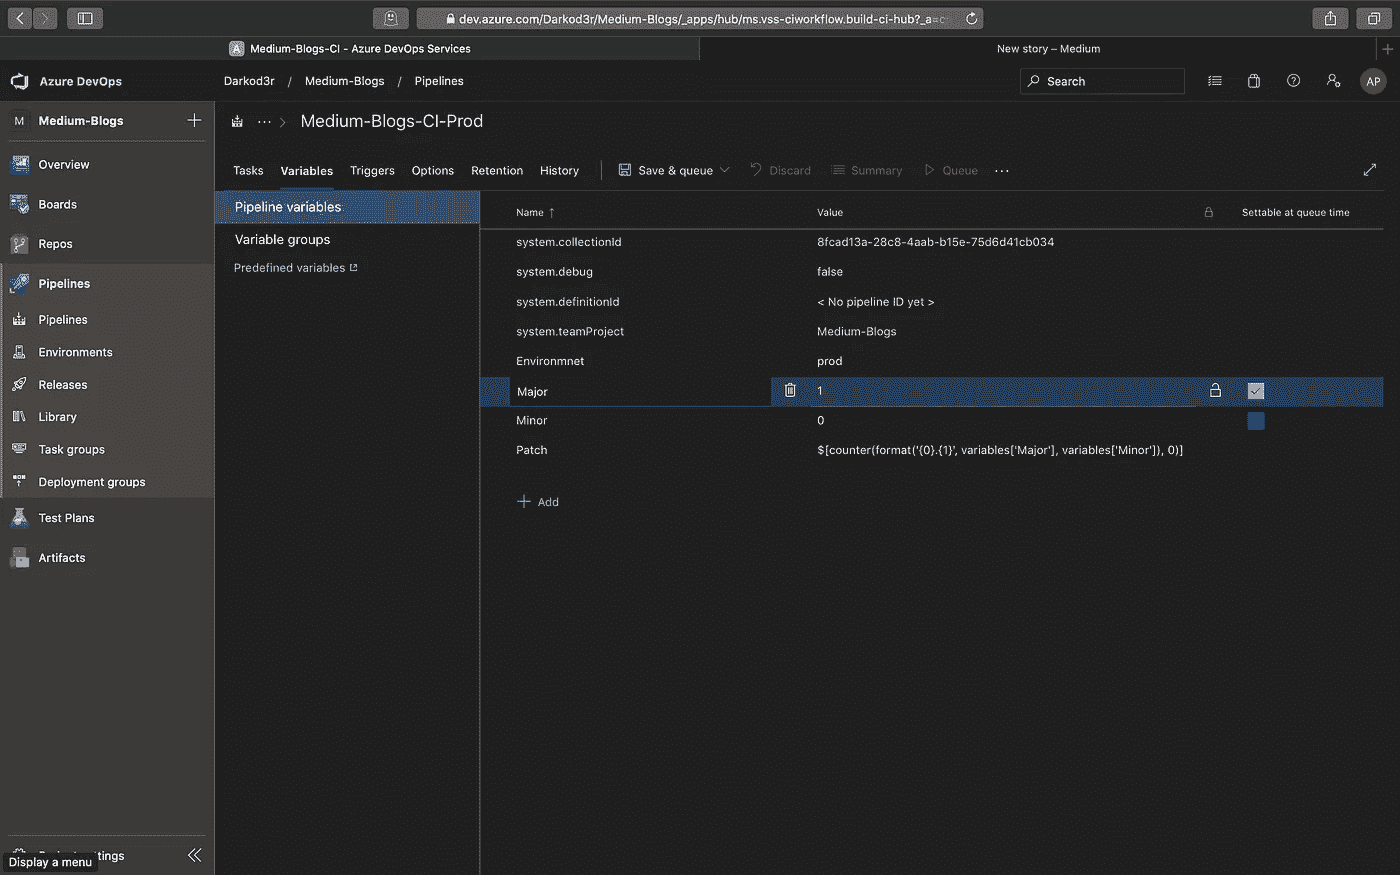 dev.azure.com/Darkod3r/Medium-Blogs/_apps/hub/ms.vss-ciworkflow.build-ci-hub?_a=c
Medium-Blogs-CI - Azure DevOps Services
New story – Medium
Azure DevOps
Darkod3r / Medium-Blogs / Pipelines
Search
AP
M Medium-Blogs
Medium-Blogs-CI-Prod
Overview
Boards
Repos
Pipelines
Pipelines
Environments
Releases
Library
Task groups
Deployment groups
Test Plans
Artifacts
Display a menu
Tasks Variables Triggers Options Retention History Save & queue Discard Summary Queue ...
Pipeline variables
Variable groups
Predefined variables
Name ↑ Value Settable at queue time
system.collectionId 8fcad13a-28c8-4aab-b15e-75d6d41cb034
system.debug false
system.definitionId < No pipeline ID yet >
system.teamProject Medium-Blogs
Environmnet prod
Major 1
Minor 0
Patch $[counter(format('{0}.{1}', variables['Major'], variables['Minor']), 0)]
+ Add